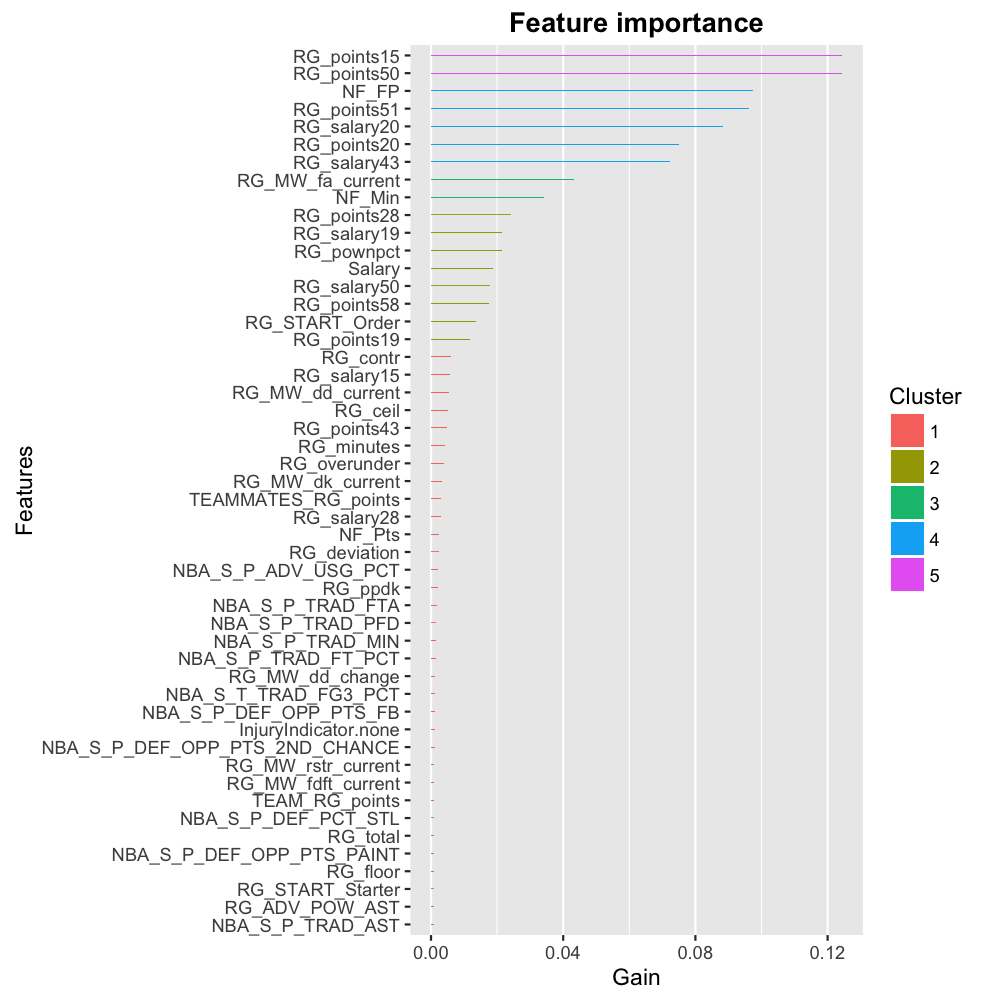 Feature importance
RG_points15
RG_points50
NF_FP
RG_points51
RG_salary20
RG_points20
RG_salary43
RG_MW_fa_current
NF_Min
RG_points28
RG_salary19
RG_pownpct
Salary
RG_salary50
RG_points58
RG_START_Order
RG_points19
RG_contr
RG_salary15
RG_MW_dd_current
RG_ceil
RG_points43
RG_minutes
RG_overunder
RG_MW_dk_current
TEAMMATES_RG_points
RG_salary28
NF_Pts
RG_deviation
NBA_S_P_ADV_USG_PCT
RG_ppdk
NBA_S_P_TRAD_FTA
NBA_S_P_TRAD_PFD
NBA_S_P_TRAD_MIN
NBA_S_P_TRAD_FT_PCT
RG_MW_dd_change
NBA_S_T_TRAD_FG3_PCT
NBA_S_P_DEF_OPP_PTS_FB
InjuryIndicator.none
NBA_S_P_DEF_OPP_PTS_2ND_CHANCE
RG_MW_rstr_current
RG_MW_fdft_current
TEAM_RG_points
NBA_S_P_DEF_PCT_STL
RG_total
NBA_S_P_DEF_OPP_PTS_PAINT
RG_floor
RG_START_Starter
RG_ADV_POW_AST
NBA_S_P_TRAD_AST
Features
0.00 0.04 0.08 0.12
Gain
Cluster
1
2
3
4
5